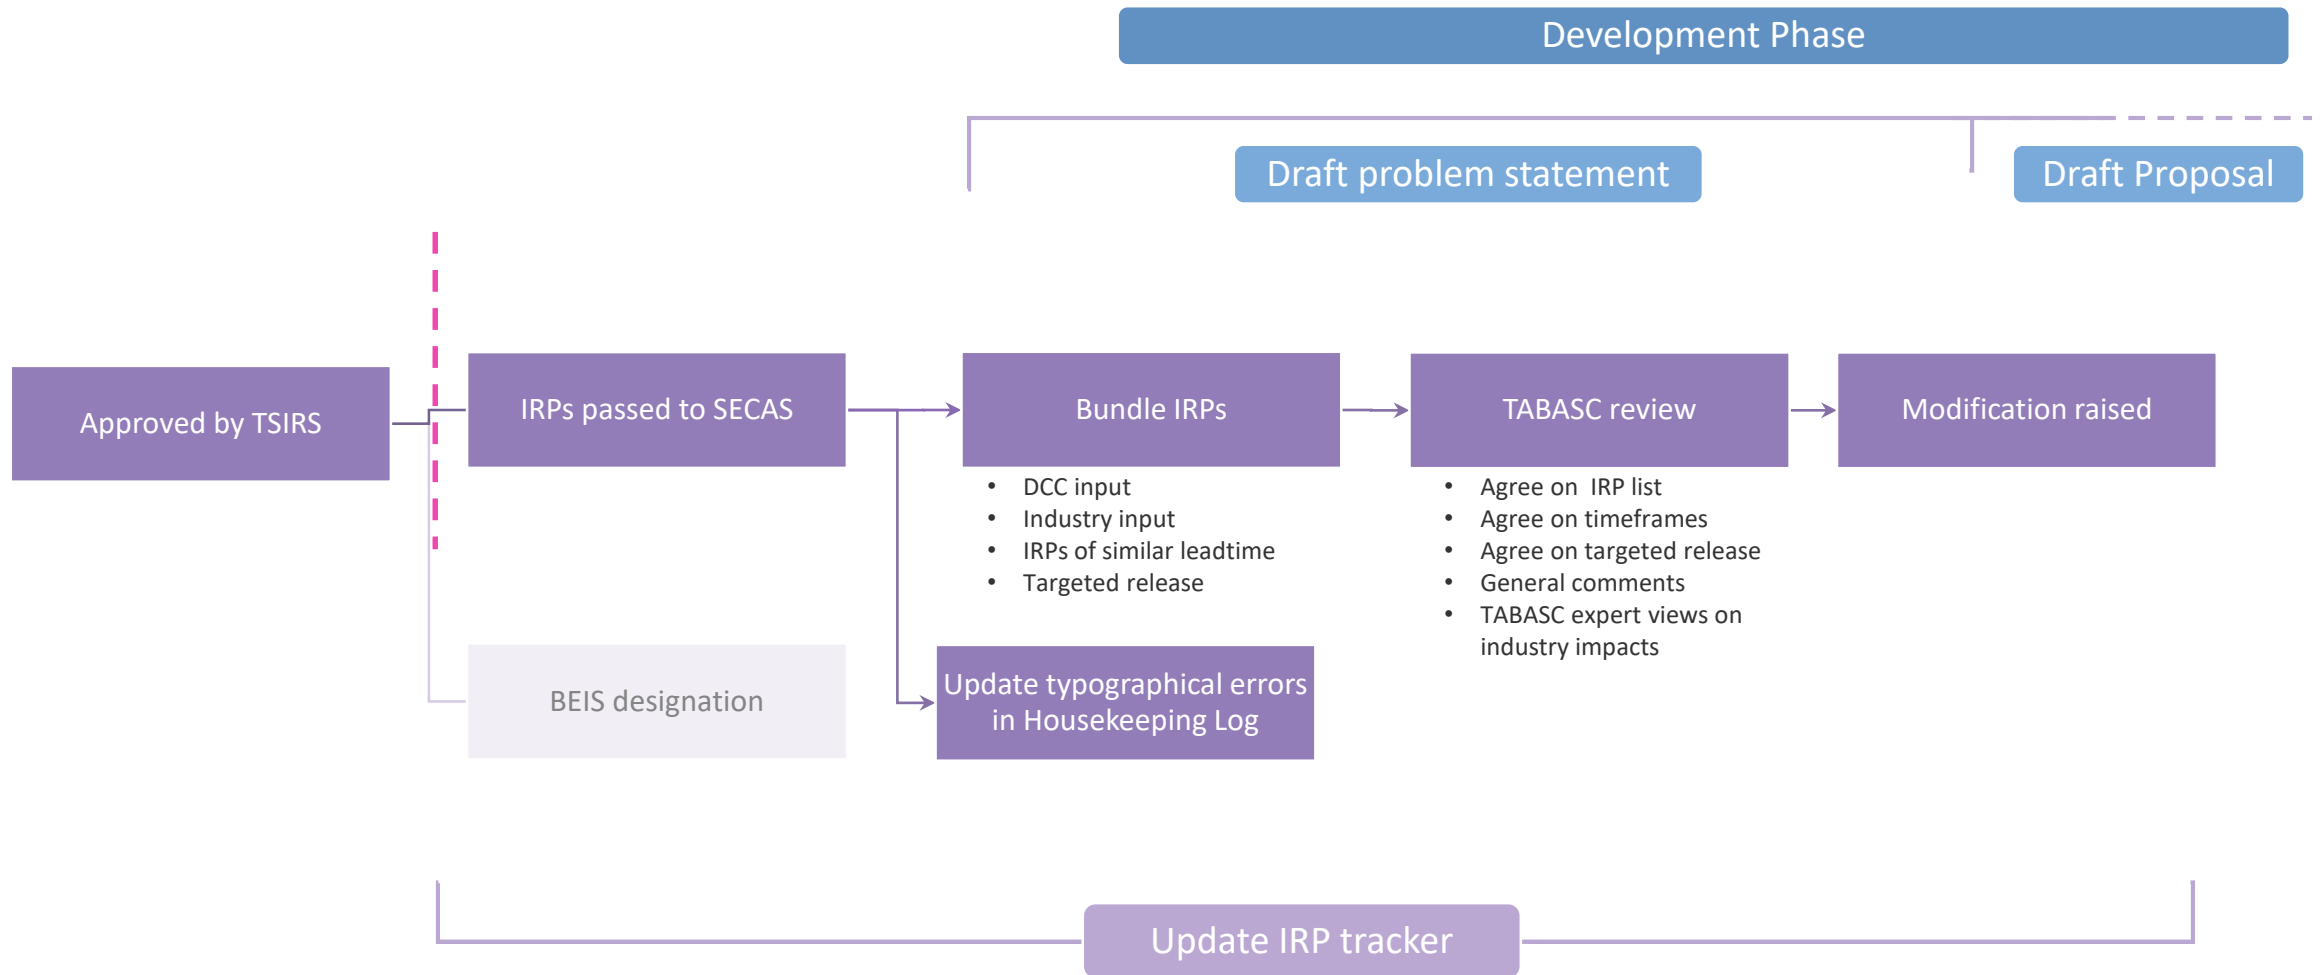 Development Phase
Draft problem statement
Draft Proposal
Approved by TSIRS
IRPs passed to SECAS
Bundle IRPs
TABASC review
Modification raised
• DCC input
• Industry input
• IRPs of similar leadtime
• Targeted release
• Agree on IRP list
• Agree on timeframes
• Agree on targeted release
• General comments
• TABASC expert views on
industry impacts
BEIS designation
Update typographical errors
in Housekeeping Log
Update IRP tracker